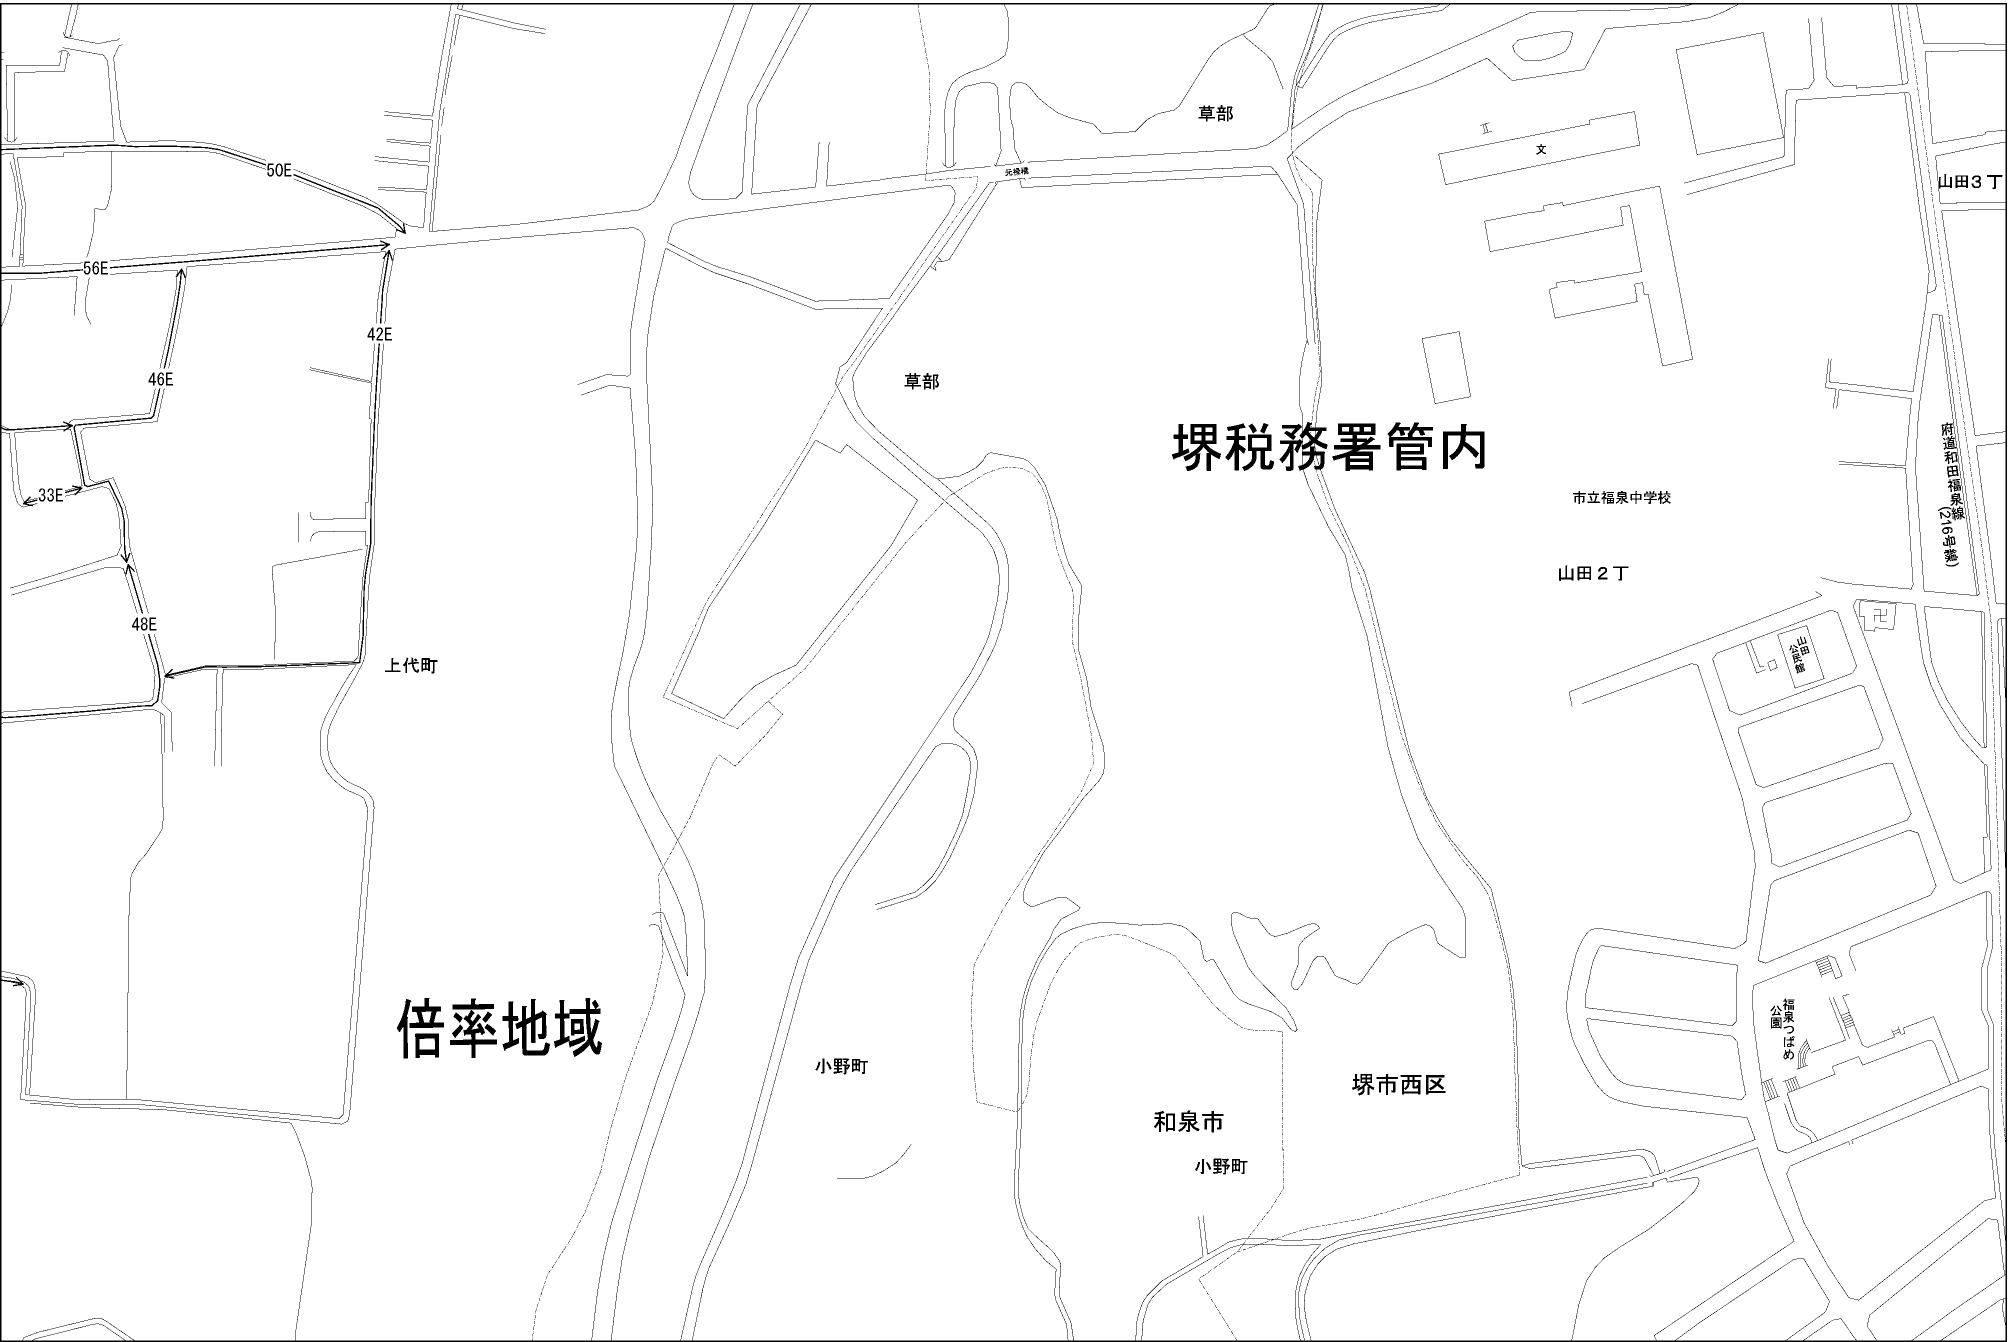 草部
文
50E
元禄橋
山田3丁
56E
42E
46E
草部
堺税務署管内
府道和田福泉線
(216号線)
33E
市立福泉中学校
山田2丁
48E
山田
公民館
上代町
倍率地域
福泉つばめ
公園
小野町
堺市西区
和泉市
小野町